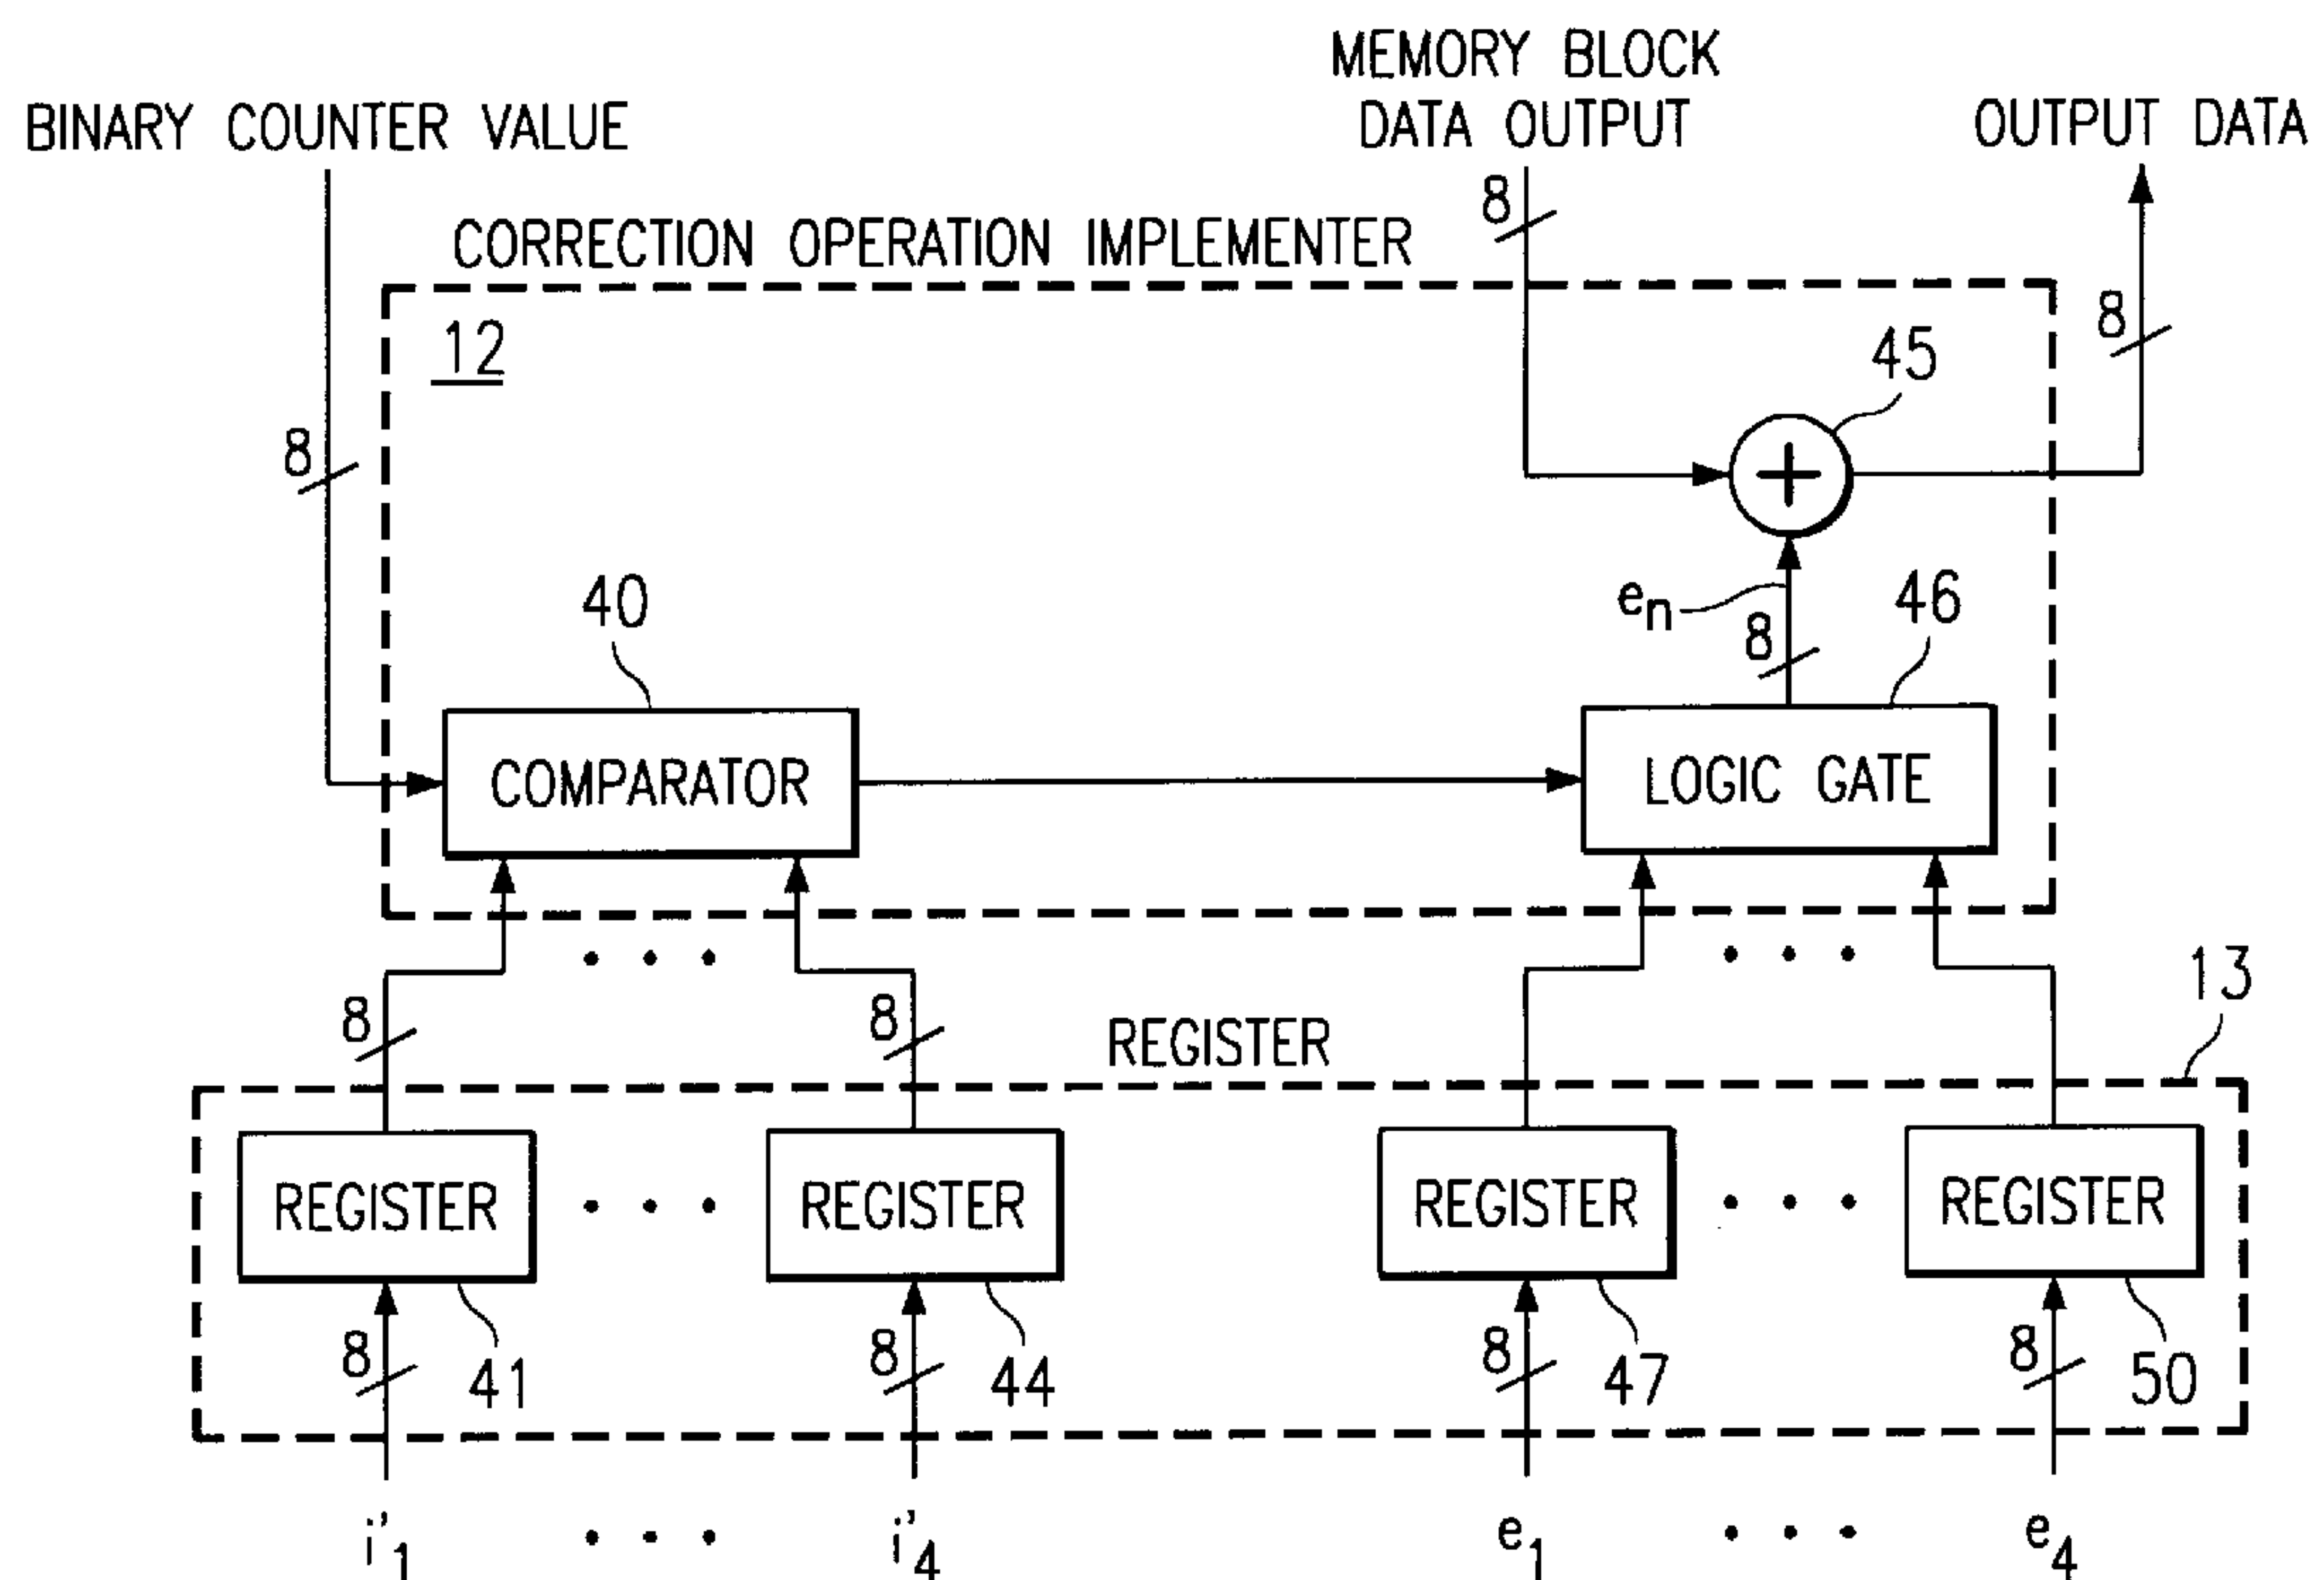 MEMORY BLOCK
DATA OUTPUT
BINARY COUNTER VALUE
OUTPUT DATA
8
CORRECTION OPERATION IMPLEMENTER
12
8
45
8
40
en
8
46
COMPARATOR
LOGIC GATE
13
8
8
REGISTER
REGISTER
REGISTER
REGISTER
REGISTER
8
41
8
44
8
47
8
50
i'1
i'4
e1
e4